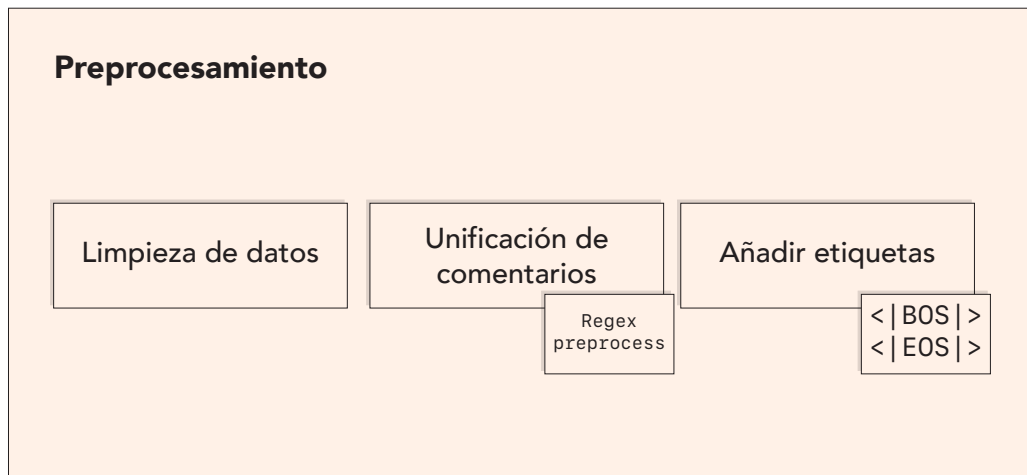 Preprocesamiento
Limpieza de datos
Unificación de
comentarios
Regex
preprocess
Añadir etiquetas
<|BOS|>
<|EOS|>